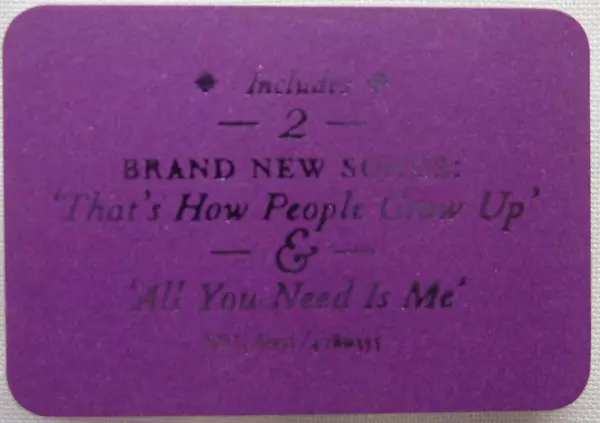 Includes
— 2 —
BRAND NEW SONGS:
'That's How People Grow Up'
— & —
'All You Need Is Me'